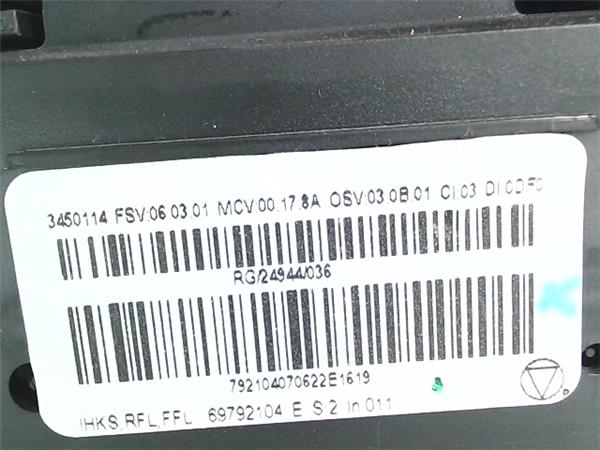 3450114 FSV:06.03.01 MCV:00.17.8A OSV:03.0B.01 CI:03 DI:0DF0
RG/24944/036
792104070622E1619
IHKS,RFL,FFL 69792104 E S:2 In:011